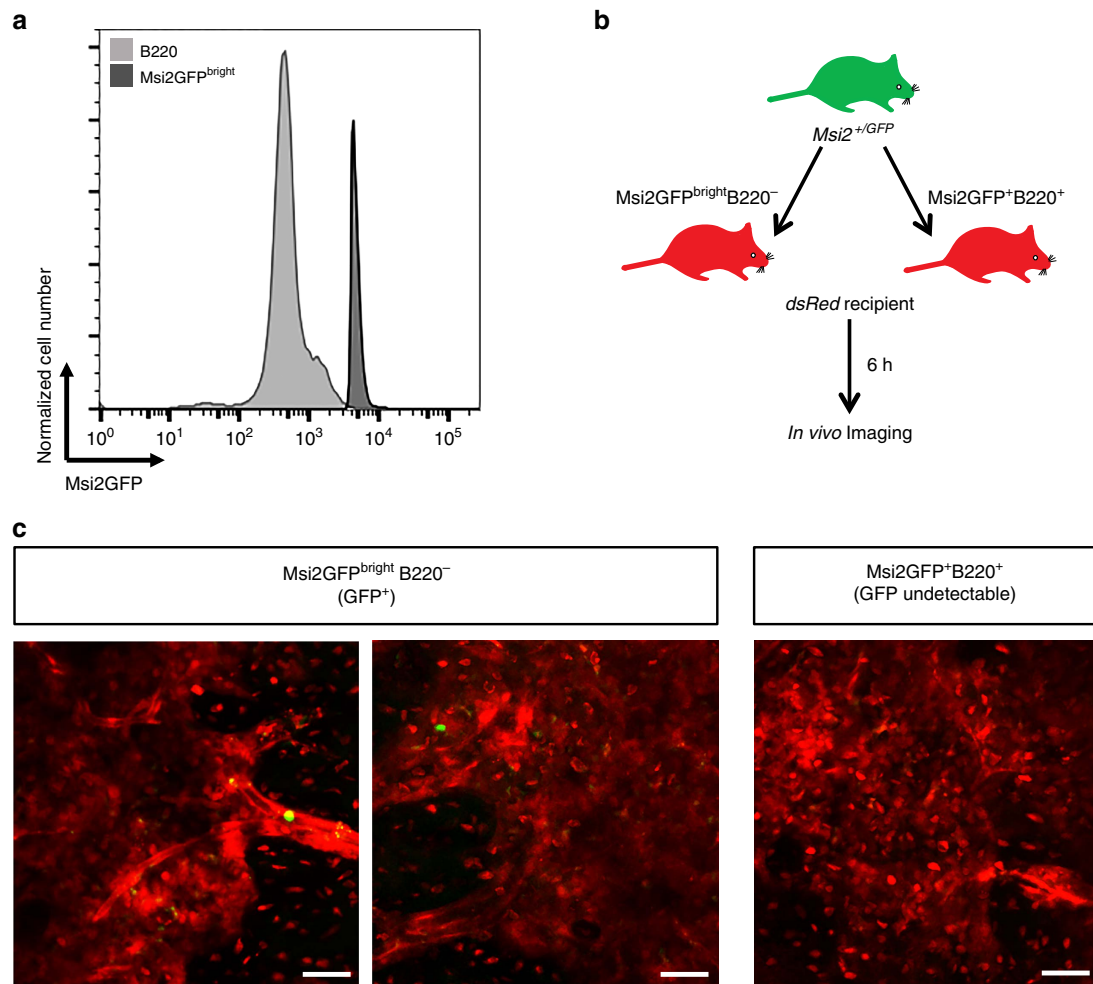 a
B220
Msi2GFPbright
Normalized cell number
10⁰ 10¹ 10² 10³ 10⁴ 10⁵
Msi2GFP
b
Msi2+/GFP
Msi2GFPbrightB220⁻
Msi2GFP⁺B220⁺
dsRed recipient
6 h
In vivo Imaging
c
Msi2GFPbright B220⁻
(GFP⁺)
Msi2GFP⁺B220⁺
(GFP undetectable)